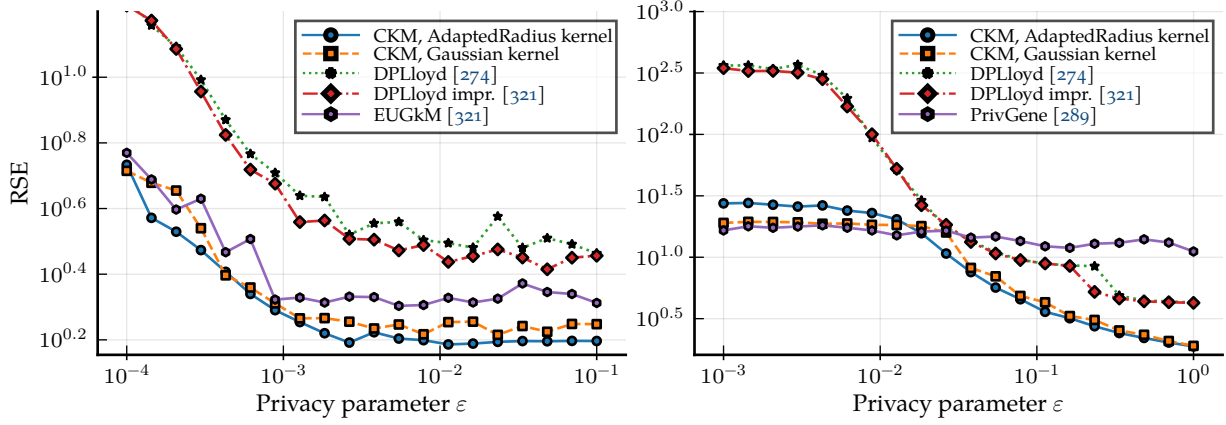 RSE
10^1.0
10^0.8
10^0.6
10^0.4
10^0.2
CKM, AdaptedRadius kernel
CKM, Gaussian kernel
DPLloyd [274]
DPLloyd impr. [321]
EUGkM [321]
10^−4
10^−3
10^−2
10^−1
Privacy parameter ε
10^3.0
10^2.5
10^2.0
10^1.5
10^1.0
10^0.5
CKM, AdaptedRadius kernel
CKM, Gaussian kernel
DPLloyd [274]
DPLloyd impr. [321]
PrivGene [289]
10^−3
10^−2
10^−1
10^0
Privacy parameter ε